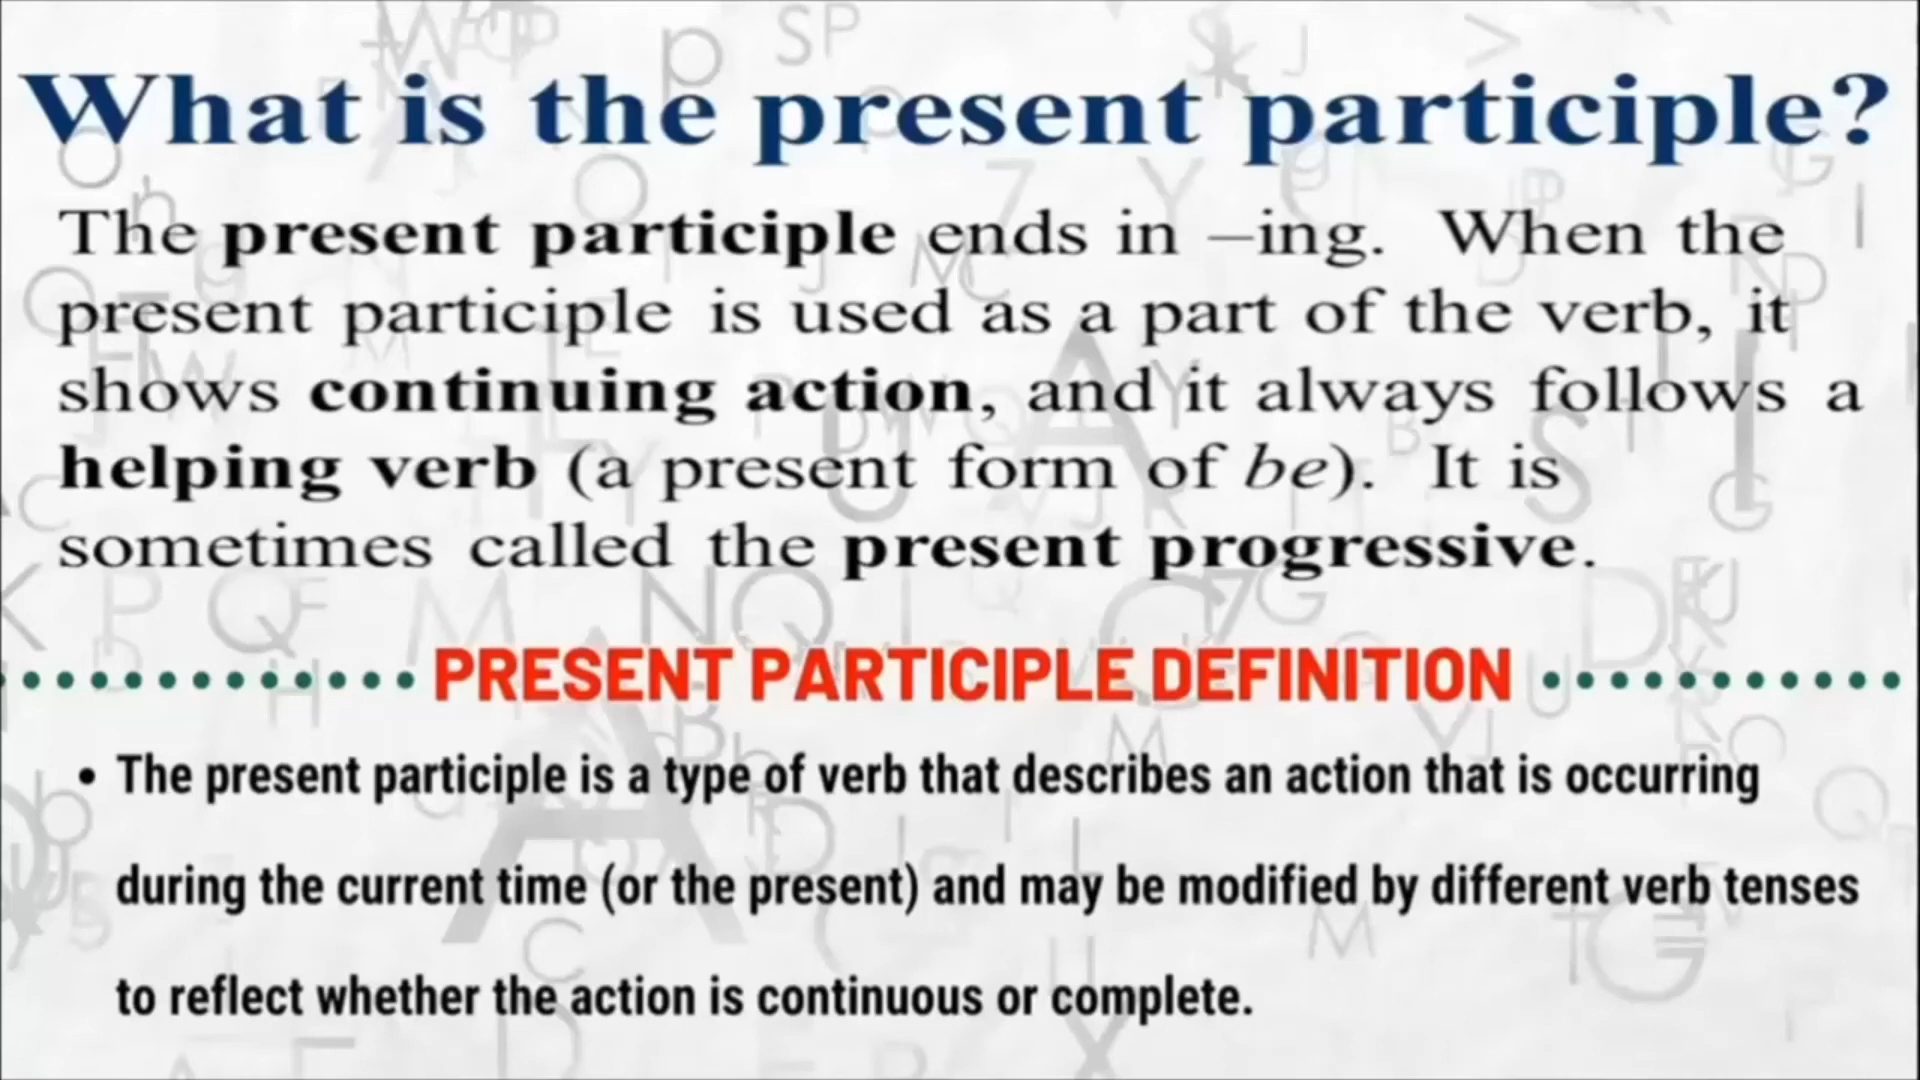 What is the present participle?
The present participle ends in –ing. When the
present participle is used as a part of the verb, it
shows continuing action, and it always follows a
helping verb (a present form of be). It is
sometimes called the present progressive.
PRESENT PARTICIPLE DEFINITION
• The present participle is a type of verb that describes an action that is occurring
during the current time (or the present) and may be modified by different verb tenses
to reflect whether the action is continuous or complete.